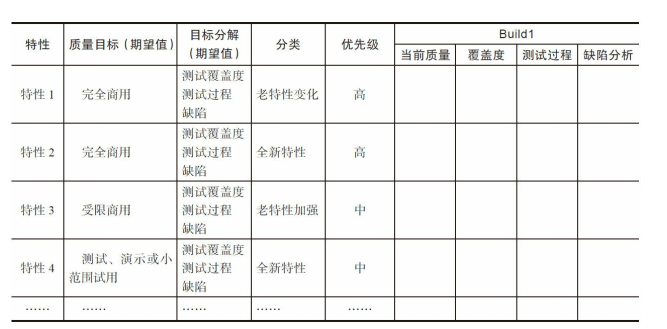 特性 质量目标（期望值） 目标分解（期望值） 分类 优先级 Build1
当前质量 覆盖度 测试过程 缺陷分析
特性 1 完全商用 测试覆盖度 测试过程 缺陷 老特性变化 高
特性 2 完全商用 测试覆盖度 测试过程 缺陷 全新特性 高
特性 3 受限商用 测试覆盖度 测试过程 缺陷 老特性加强 中
特性 4 测试、演示或小范围试用 测试覆盖度 测试过程 缺陷 全新特性 中
…… …… …… …… ……